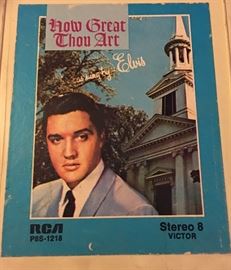 How Great
Thou Art
as sung by Elvis
RCA
P8S-1218
Stereo 8
VICTOR